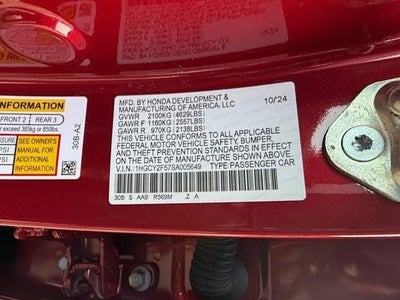 MFD. BY HONDA DEVELOPMENT & 10/24
MANUFACTURING OF AMERICA, LLC
GVWR 2100KG (4629LBS)
GAWR F 1160KG (2557LBS)
GAWR R 970KG (2138LBS)
THIS VEHICLE CONFORMS TO ALL APPLICABLE
FEDERAL MOTOR VEHICLE SAFETY, BUMPER,
AND THEFT PREVENTION STANDARDS IN EFFECT
ON THE DATE OF MANUFACTURE SHOWN ABOVE.
V.I.N.: 1HGCY2F57SA005649 TYPE PASSENGER CAR
30B S AA9 R569M Z A
FRONT 2 REAR 3
exceed 385kg or 850lbs.
PSI
PSI
SEE OWNER'S
MANUAL FOR
ADDITIONAL
INFORMATION
30B-A2